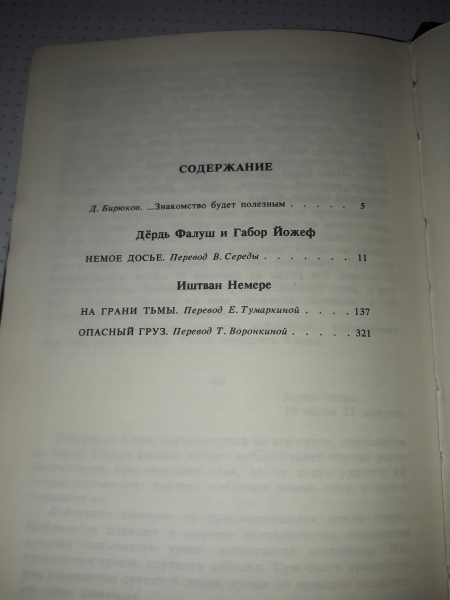 СОДЕРЖАНИЕ
Д. Бирюков. ...Знакомство будет полезным . . . . . 5
Дёрдь Фалуш и Габор Йожеф
НЕМОЕ ДОСЬЕ. Перевод В. Середы . . . . . . . 11
Иштван Немере
НА ГРАНИ ТЬМЫ. Перевод Е. Тумаркиной . . . . 137
ОПАСНЫЙ ГРУЗ. Перевод Т. Воронкиной . . . . 321